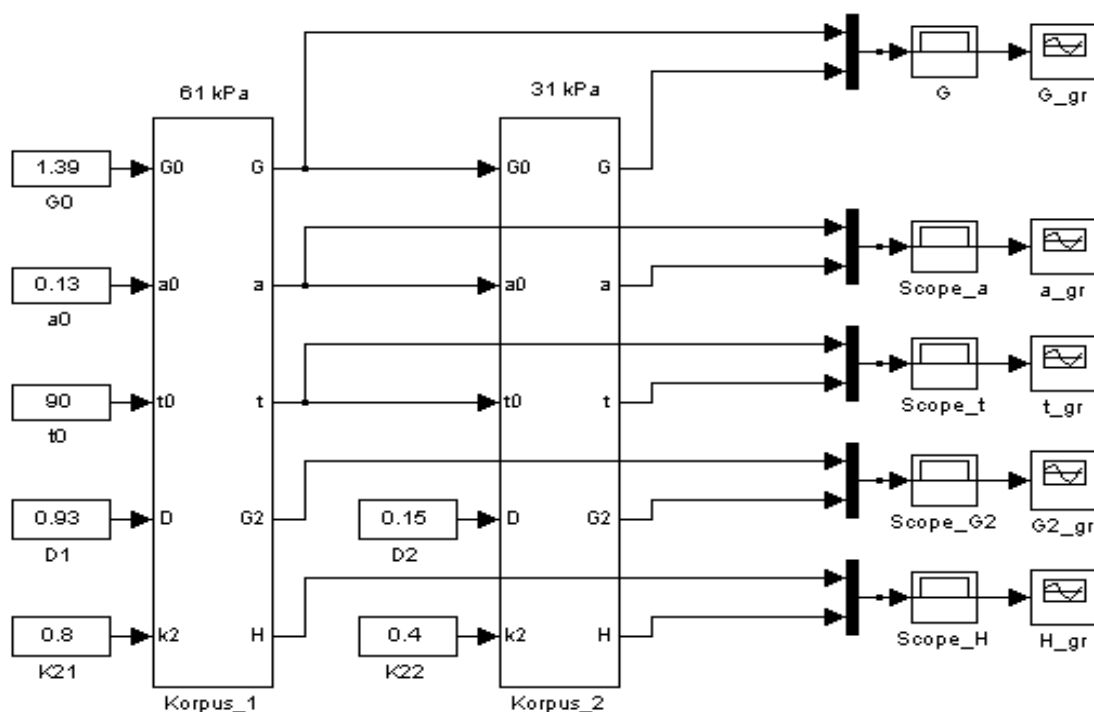 61 kPa
31 kPa
G
G_gr
1.39
G0
G0
G
G0
G
0.13
a0
a0
a
a0
a
Scope_a
a_gr
90
t0
t0
t
t0
t
Scope_t
t_gr
0.93
D1
D
G2
0.15
D2
D
G2
Scope_G2
G2_gr
0.8
K21
k2
H
0.4
K22
k2
H
Scope_H
H_gr
Korpus_1
Korpus_2